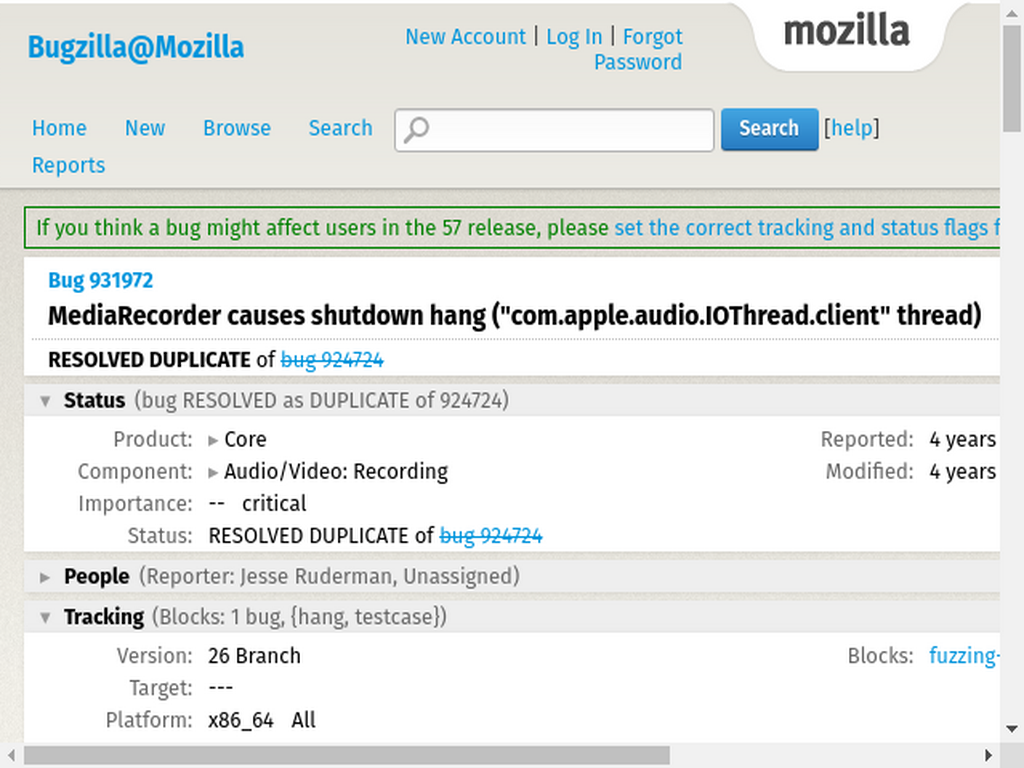 Bugzilla@Mozilla
New Account | Log In | Forgot
Password
mozilla
Home New Browse Search Search [help]
Reports
If you think a bug might affect users in the 57 release, please set the correct tracking and status flags f
Bug 931972
MediaRecorder causes shutdown hang ("com.apple.audio.IOThread.client" thread)
RESOLVED DUPLICATE of bug 924724
▾ Status (bug RESOLVED as DUPLICATE of 924724)
Product: ▸ Core Reported: 4 years
Component: ▸ Audio/Video: Recording Modified: 4 years
Importance: -- critical
Status: RESOLVED DUPLICATE of bug 924724
▸ People (Reporter: Jesse Ruderman, Unassigned)
▾ Tracking (Blocks: 1 bug, {hang, testcase})
Version: 26 Branch Blocks: fuzzing-
Target: ---
Platform: x86_64 All